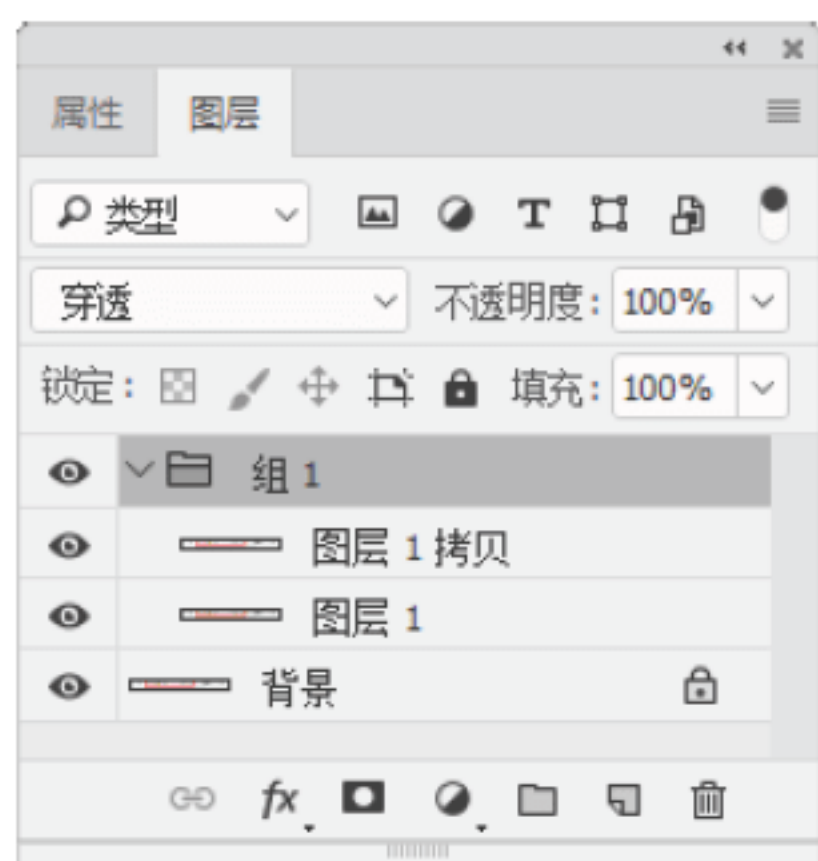 属性 图层
类型 T
穿透 不透明度: 100%
锁定: 填充: 100%
组 1
图层 1 拷贝
图层 1
背景
fx